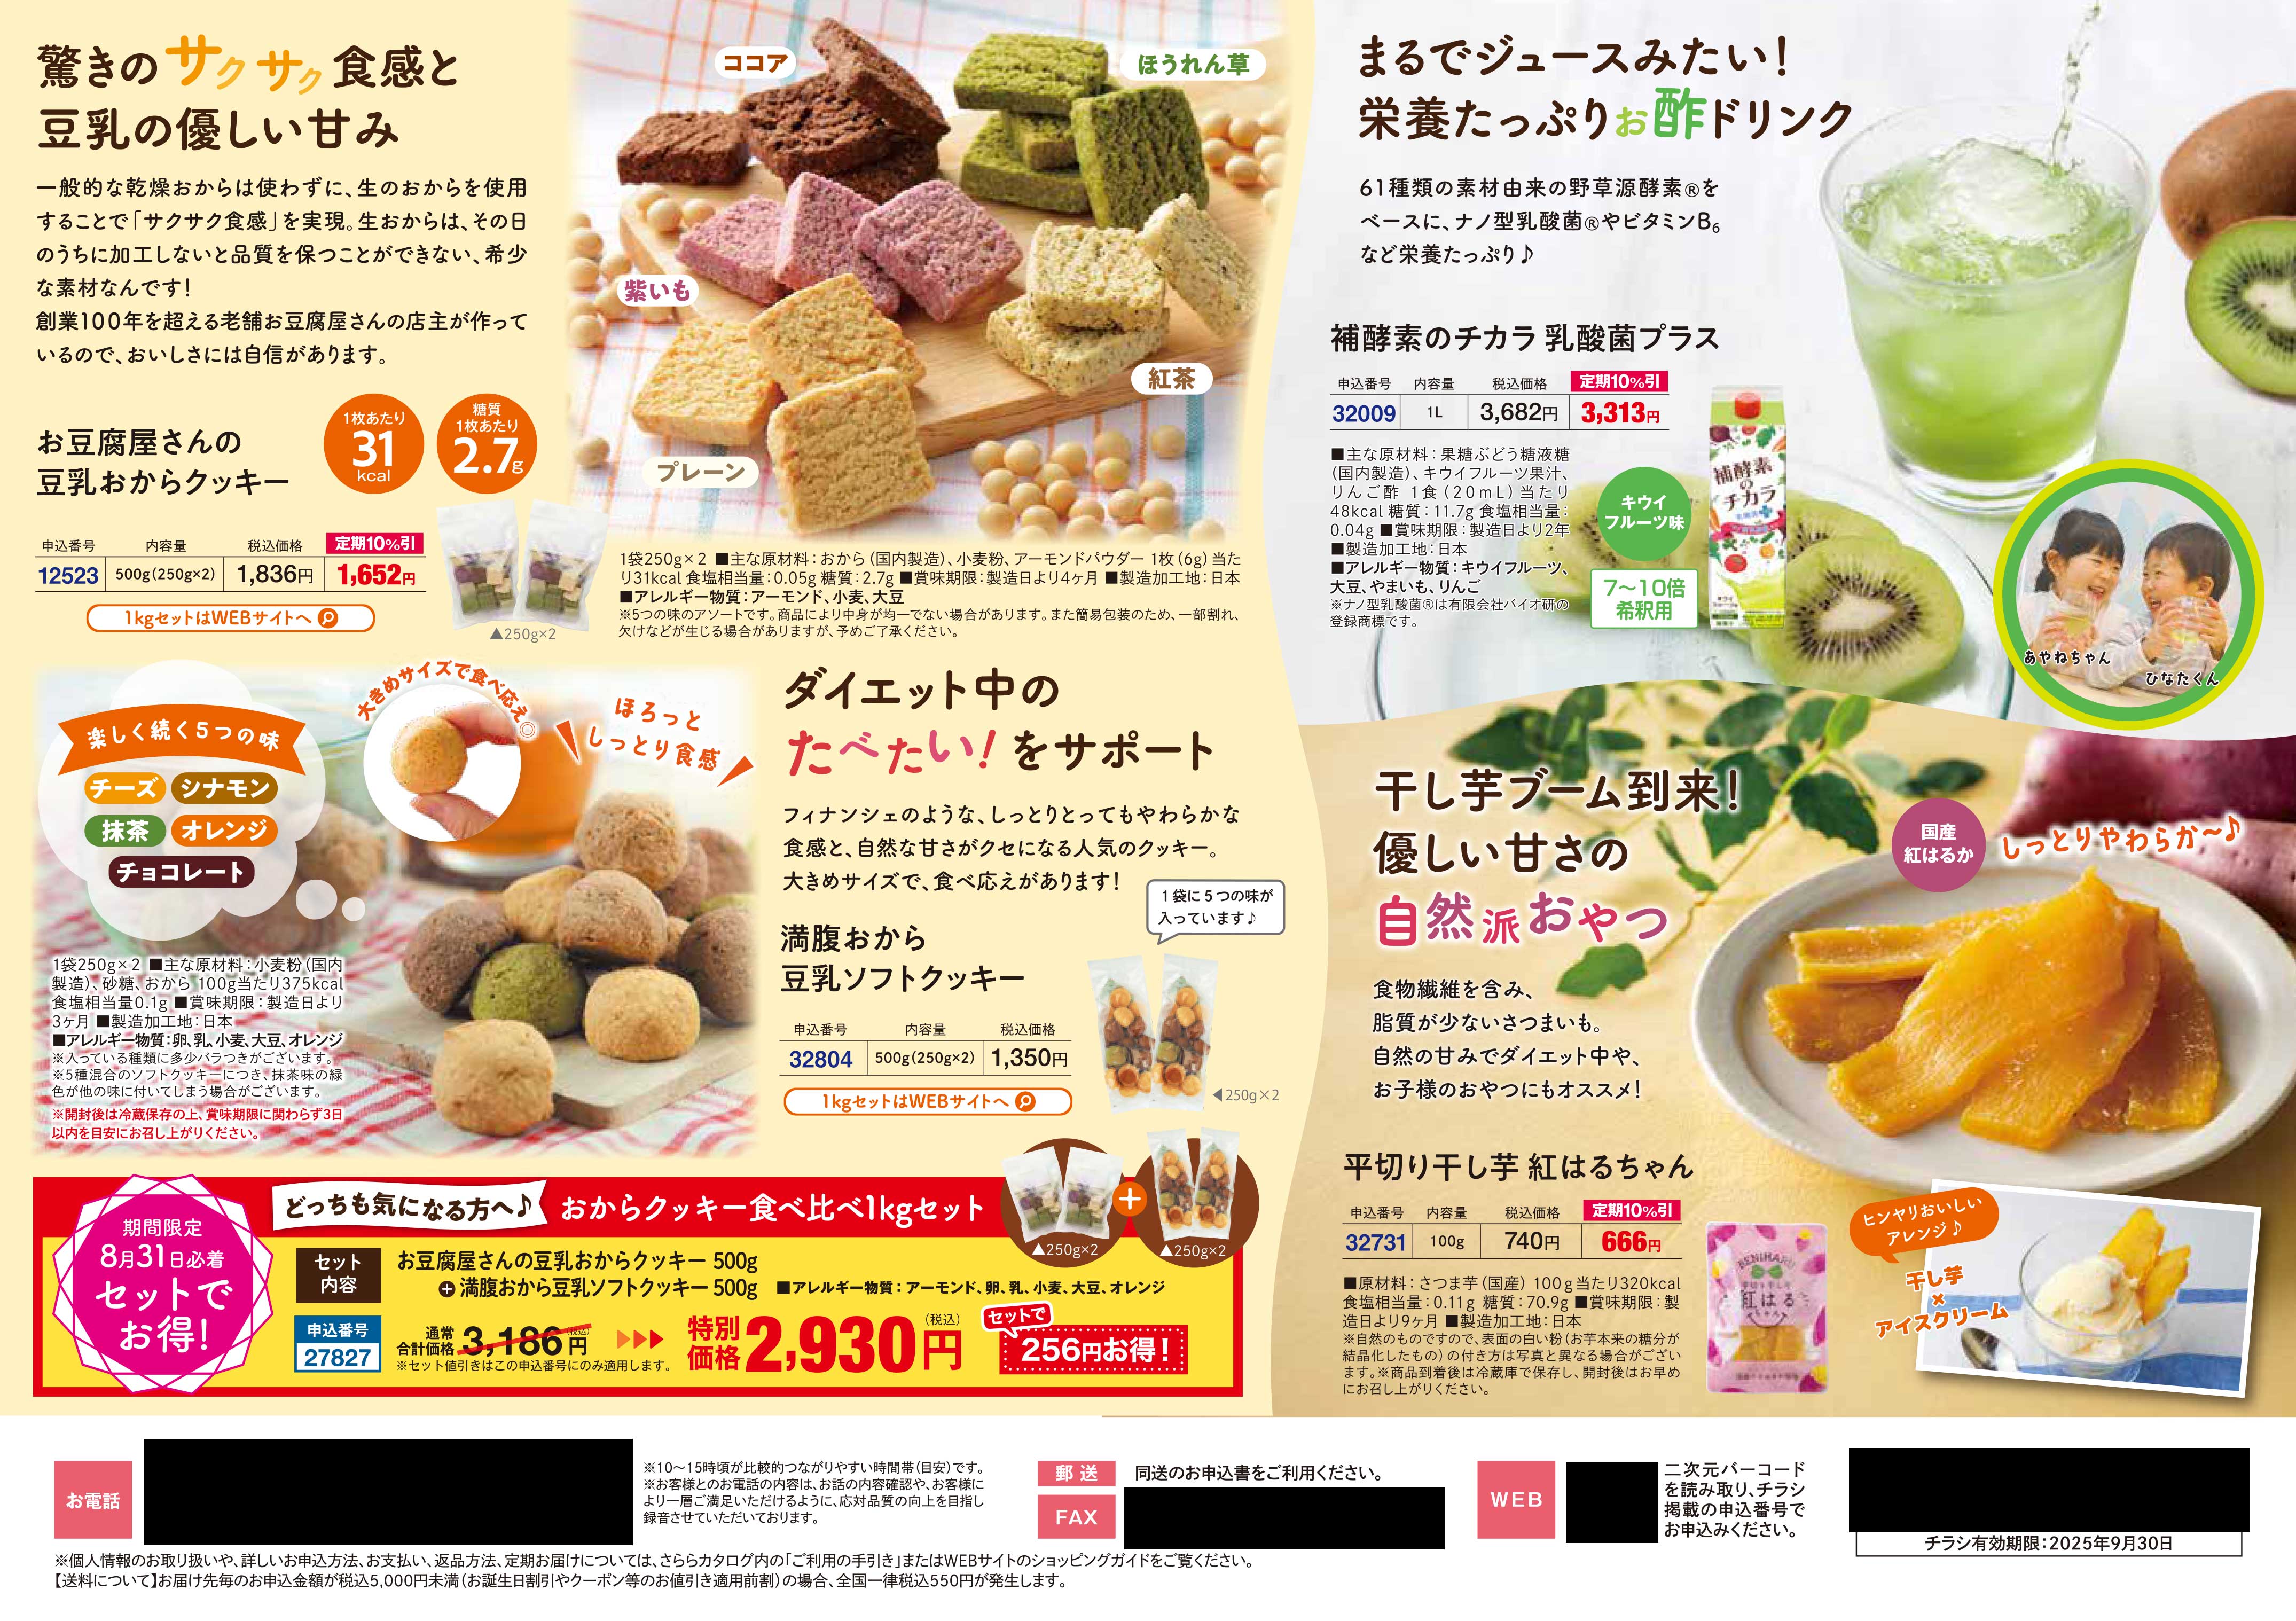 驚きのサクサク食感と
豆乳の優しい甘み
一般的な乾燥おからは使わずに、生のおからを使用
することで「サクサク食感」を実現。生おからは、その日
のうちに加工しないと品質を保つことができない、希少
な素材なんです!
創業100年を超える老舗お豆腐屋さんの店主が作って
いるので、おいしさには自信があります。
お豆腐屋さんの
豆乳おからクッキー
1枚あたり
31
kcal
糖質
1枚あたり
2.7g
申込番号 内容量 税込価格 定期10%引
12523 500g(250g×2) 1,836円 1,652円
1kgセットはWEBサイトへ
▲250g×2
ココア
ほうれん草
紫いも
紅茶
プレーン
1袋250g×2 ■主な原材料:おから(国内製造)、小麦粉、アーモンドパウダー 1枚(6g)当た
り31kcal 食塩相当量:0.05g 糖質:2.7g ■賞味期限:製造日より4ヶ月 ■製造加工地:日本
■アレルギー物質:アーモンド、小麦、大豆
※5つの味のアソートです。商品により中身が均一でない場合があります。また簡易包装のため、一部割れ、
欠けなどが生じる場合がありますが、予めご了承ください。
楽しく続く5つの味
チーズ シナモン
抹茶 オレンジ
チョコレート
大きめサイズで食べ応え◎
ほろっと
しっとり食感
1袋250g×2 ■主な原材料:小麦粉(国内
製造)、砂糖、おから 100g当たり375kcal
食塩相当量0.1g ■賞味期限:製造日より
3ヶ月 ■製造加工地:日本
■アレルギー物質:卵、乳、小麦、大豆、オレンジ
※入っている種類に多少バラつきがございます。
※5種混合のソフトクッキーにつき、抹茶味の緑
色が他の味に付いてしまう場合がございます。
※開封後は冷蔵保存の上、賞味期限に関わらず3日
以内を目安にお召し上がりください。
ダイエット中の
たべたい!をサポート
フィナンシェのような、しっとりとってもやわらかな
食感と、自然な甘さがクセになる人気のクッキー。
大きめサイズで、食べ応えがあります!
1袋に5つの味が
入っています♪
満腹おから
豆乳ソフトクッキー
申込番号 内容量 税込価格
32804 500g(250g×2) 1,350円
1kgセットはWEBサイトへ
◀250g×2
期間限定
8月31日必着
セットで
お得!
どっちも気になる方へ♪ おからクッキー食べ比べ1kgセット
▲250g×2 + ▲250g×2
セット
内容
お豆腐屋さんの豆乳おからクッキー 500g
+満腹おから豆乳ソフトクッキー 500g ■アレルギー物質:アーモンド、卵、乳、小麦、大豆、オレンジ
申込番号
27827
通常
合計価格 3,186円(税込)
特別
価格 2,930円(税込)
※セット値引きはこの申込番号にのみ適用します。
セットで
256円お得!
まるでジュースみたい!
栄養たっぷりお酢ドリンク
61種類の素材由来の野草源酵素®を
ベースに、ナノ型乳酸菌®やビタミンB₆
など栄養たっぷり♪
補酵素のチカラ 乳酸菌プラス
申込番号 内容量 税込価格 定期10%引
32009 1L 3,682円 3,313円
■主な原材料:果糖ぶどう糖液糖
(国内製造)、キウイフルーツ果汁、
りんご酢 1食(20mL)当たり
48kcal 糖質:11.7g 食塩相当量:
0.04g ■賞味期限:製造日より2年
■製造加工地:日本
■アレルギー物質:キウイフルーツ、
大豆、やまいも、りんご
※ナノ型乳酸菌®は有限会社バイオ研の
登録商標です。
キウイ
フルーツ味
7〜10倍
希釈用
補酵素
の
チカラ
あやねちゃん
ひなたくん
干し芋ブーム到来!
優しい甘さの
自然派おやつ
国産
紅はるか
しっとりやわらか〜♪
食物繊維を含み、
脂質が少ないさつまいも。
自然の甘みでダイエット中や、
お子様のおやつにもオススメ!
平切り干し芋 紅はるちゃん
申込番号 内容量 税込価格 定期10%引
32731 100g 740円 666円
■原材料:さつま芋(国産) 100g当たり320kcal
食塩相当量:0.11g 糖質:70.9g ■賞味期限:製
造日より9ヶ月 ■製造加工地:日本
※自然のものですので、表面の白い粉(お芋本来の糖分が
結晶化したもの)の付き方は写真と異なる場合がござい
ます。※商品到着後は冷蔵庫で保存し、開封後はお早め
にお召し上がりください。
BENIHARU
紅はる
ヒンヤリおいしい
アレンジ♪
干し芋
×
アイスクリーム
お電話
※10〜15時頃が比較的つながりやすい時間帯(目安)です。
※お客様とのお電話の内容は、お話の内容確認や、お客様に
より一層ご満足いただけるように、応対品質の向上を目指し
録音させていただいております。
郵送 同送のお申込書をご利用ください。
FAX
WEB
二次元バーコード
を読み取り、チラシ
掲載の申込番号で
お申込みください。
チラシ有効期限:2025年9月30日
※個人情報のお取り扱いや、詳しいお申込方法、お支払い、返品方法、定期お届けについては、さららカタログ内の「ご利用の手引き」またはWEBサイトのショッピングガイドをご覧ください。
【送料について】お届け先毎のお申込金額が税込5,000円未満(お誕生日割引やクーポン等のお値引き適用前割)の場合、全国一律税込550円が発生します。